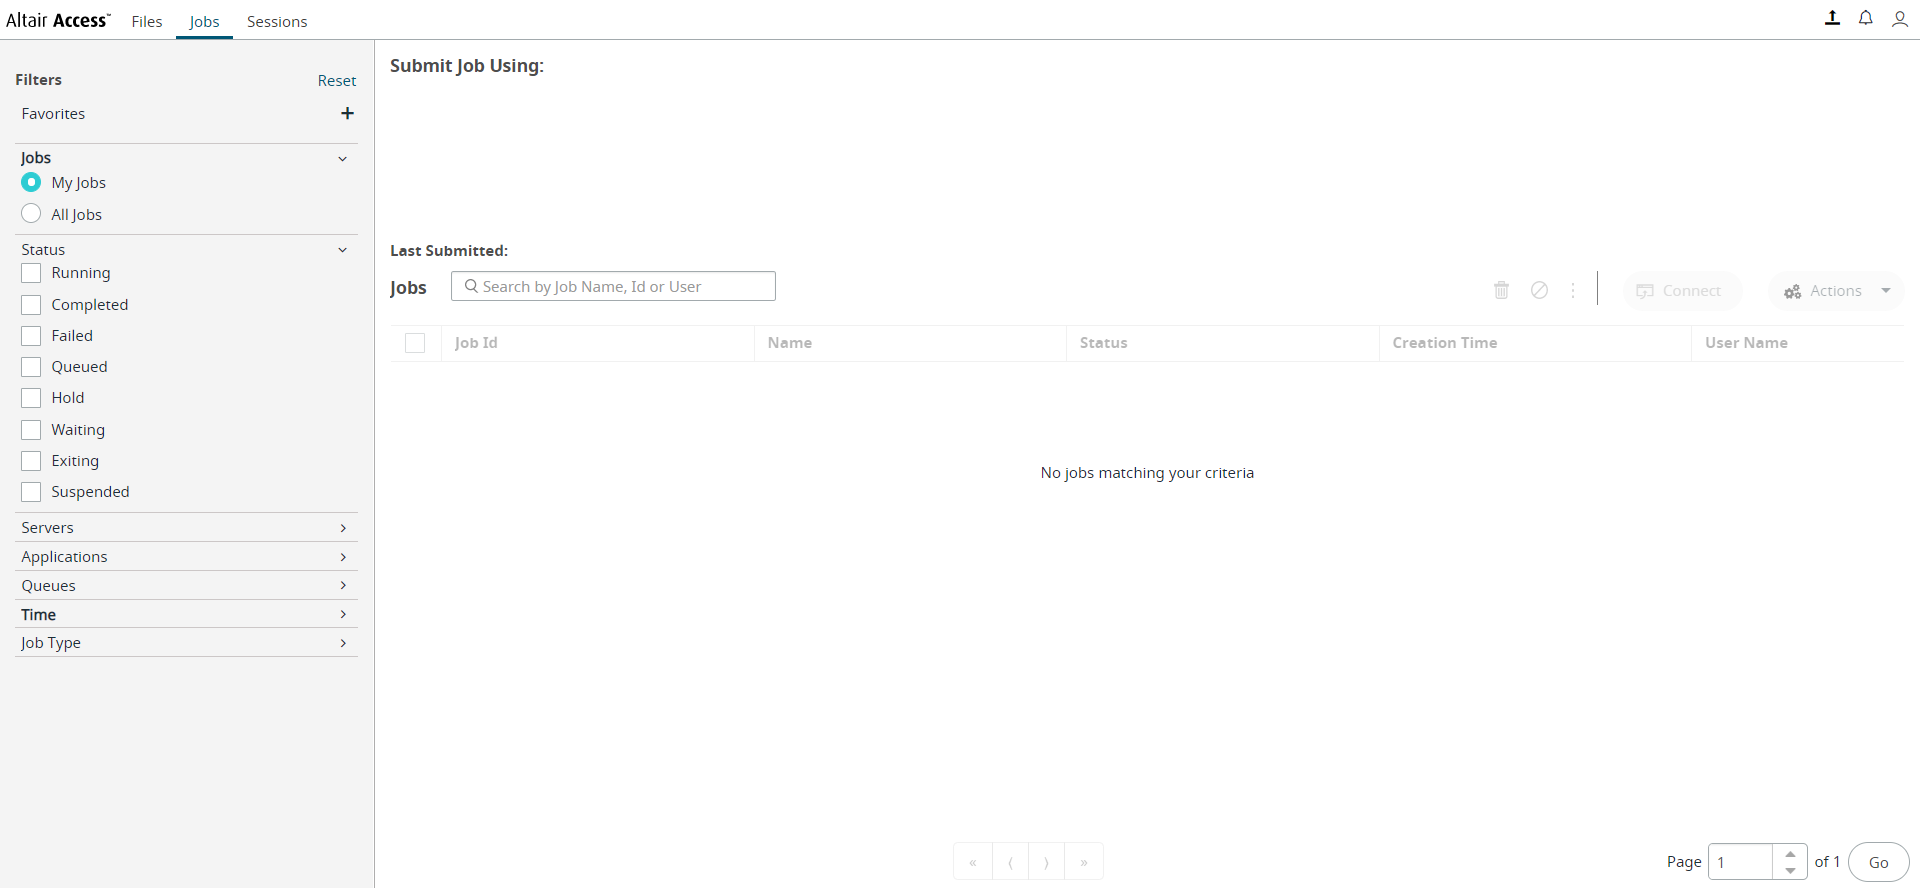 Altair Access™ Files Jobs Sessions
Filters Reset
Favorites
Jobs
My Jobs
All Jobs
Status
Running
Completed
Failed
Queued
Hold
Waiting
Exiting
Suspended
Servers
Applications
Queues
Time
Job Type
Submit Job Using:
Last Submitted:
Jobs Search by Job Name, Id or User Connect Actions
Job Id Name Status Creation Time User Name
No jobs matching your criteria
« ⟨ ⟩ » Page 1 of 1 Go